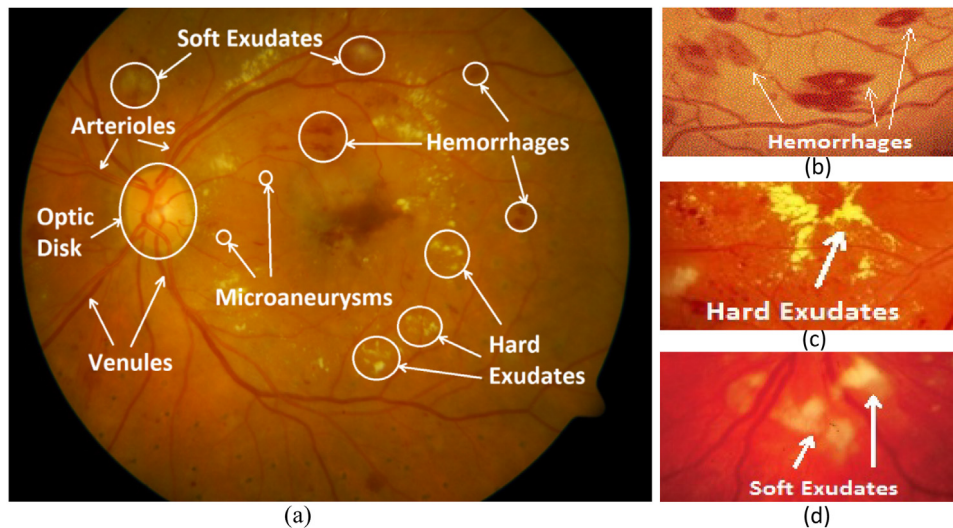 Soft Exudates
Arterioles
Hemorrhages
Optic
Disk
Microaneurysms
Venules
Hard
Exudates
(a)
Hemorrhages
(b)
Hard Exudates
(c)
Soft Exudates
(d)